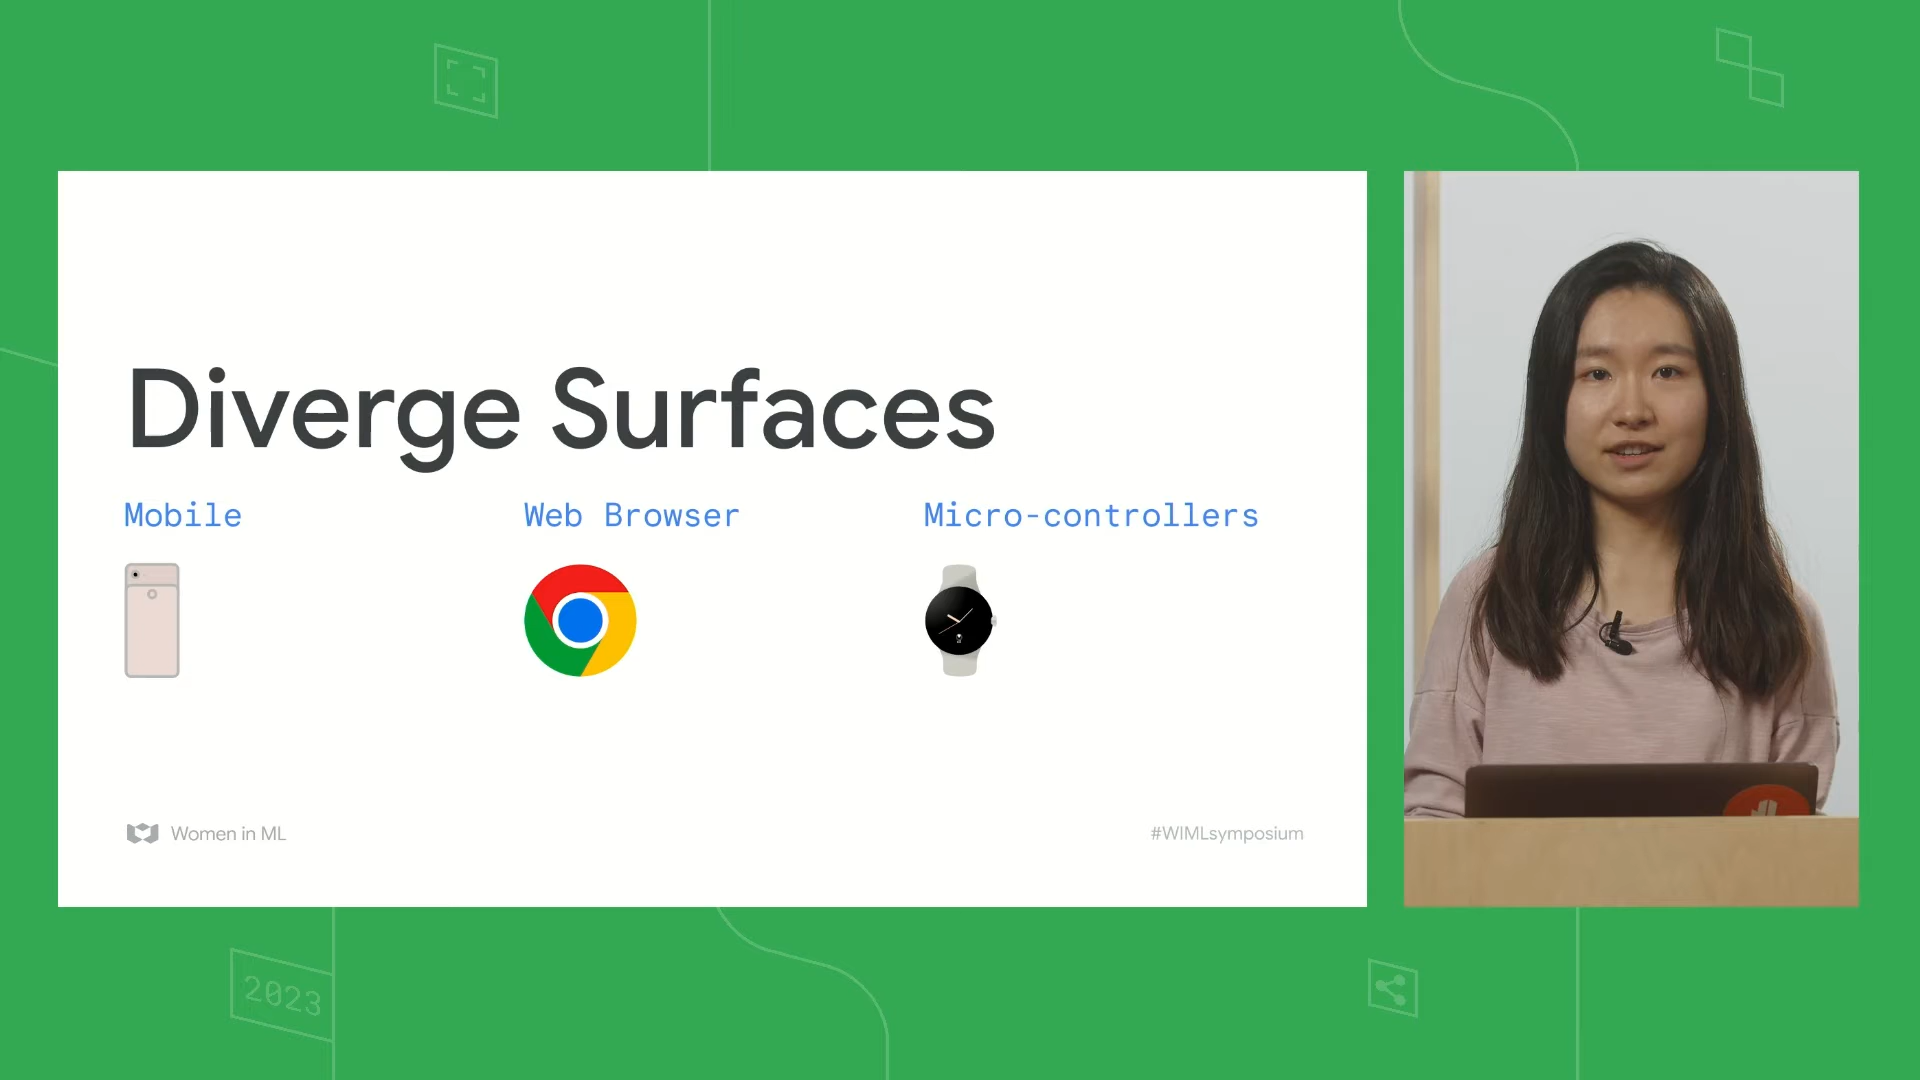 Diverge Surfaces
Mobile
Web Browser
Micro-controllers
Women in ML
#WIMLsymposium
2023